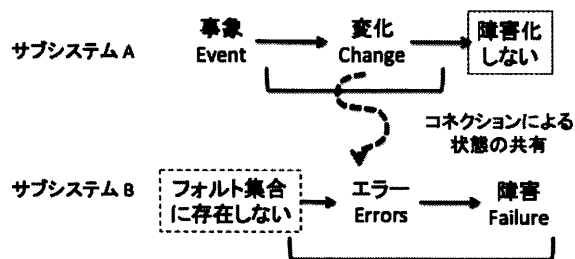 サブシステム A
事象
Event
変化
Change
障害化
しない
コネクションによる
状態の共有
サブシステム B
フォルト集合
に存在しない
エラー
Errors
障害
Failure